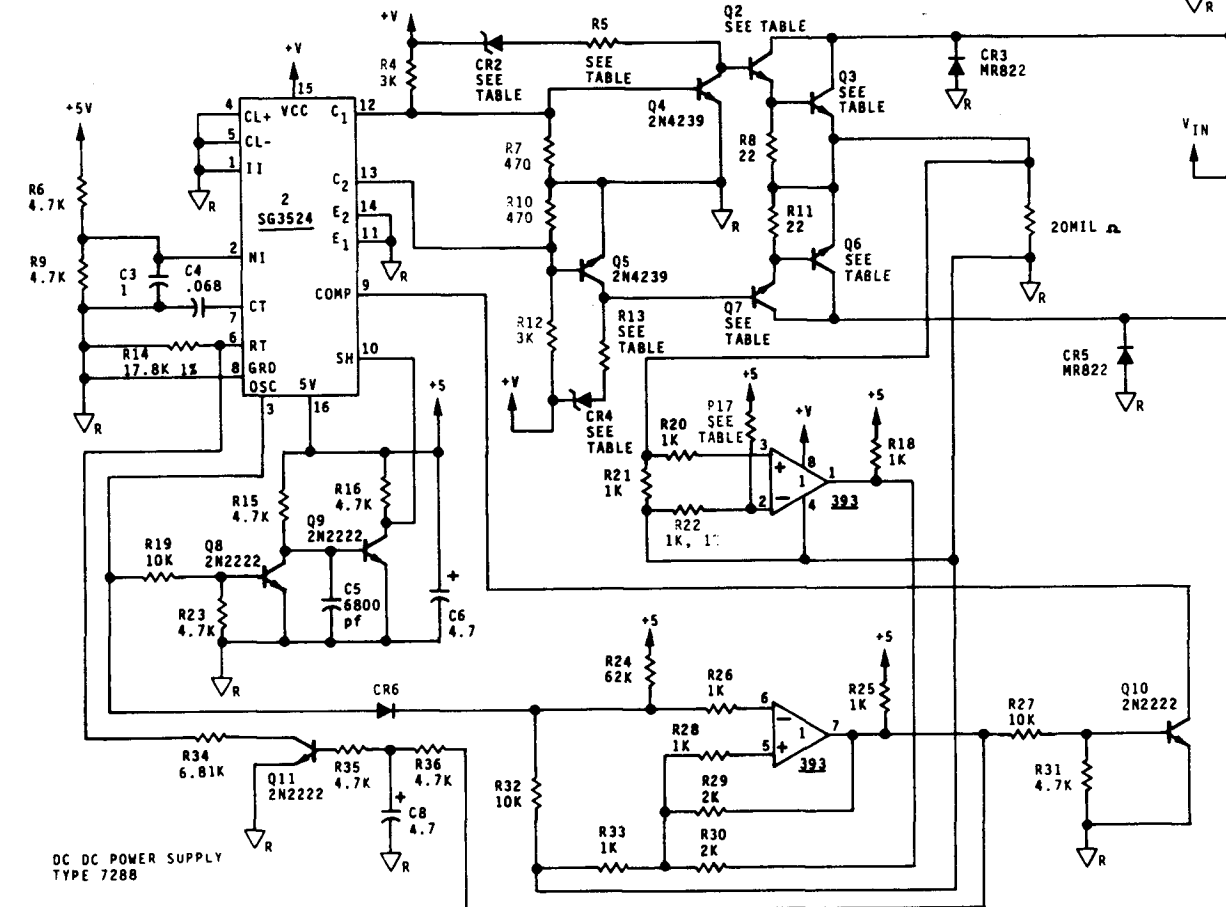 R
+V
R5
SEE
TABLE
CR2
SEE
TABLE
R4
3K
Q2
SEE TABLE
Q3
SEE
TABLE
CR3
MR822
R
VIN
+V
15
VCC
+5V
4
CL+
5
CL-
1
II
R
C1
12
C2
13
E2
14
E1
11
R
2
SG3524
R6
4.7K
R9
4.7K
C3
1
C4
.068
2
NI
CT
7
6
RT
8
GRD
OSC
3
5V
16
COMP
9
SH
10
R14
17.8K 1%
R
R7
470
R10
470
Q4
2N4239
R
R8
22
R11
22
Q5
2N4239
Q6
SEE
TABLE
Q7
SEE
TABLE
20MIL Ω
R
R12
3K
R13
SEE
TABLE
+V
CR4
SEE
TABLE
CR5
MR822
R
+5
R15
4.7K
R16
4.7K
Q8
2N2222
Q9
2N2222
R19
10K
R23
4.7K
C5
6800
pf
+
C6
4.7
R
R20
1K
R21
1K
R22
1K,
+5
SEE
TABLE
+V
3
+
2
-
8
1
4
1
393
+5
R18
1K
CR6
+5
R24
62K
R26
1K
6
-
5
+
1
7
393
R28
1K
R29
2K
R30
2K
R33
1K
R32
10K
+5
R25
1K
R27
10K
Q10
2N2222
R31
4.7K
R
R34
6.81K
Q11
2N2222
R
R35
4.7K
R36
4.7K
+
C8
4.7
R
DC DC POWER SUPPLY
TYPE 7288